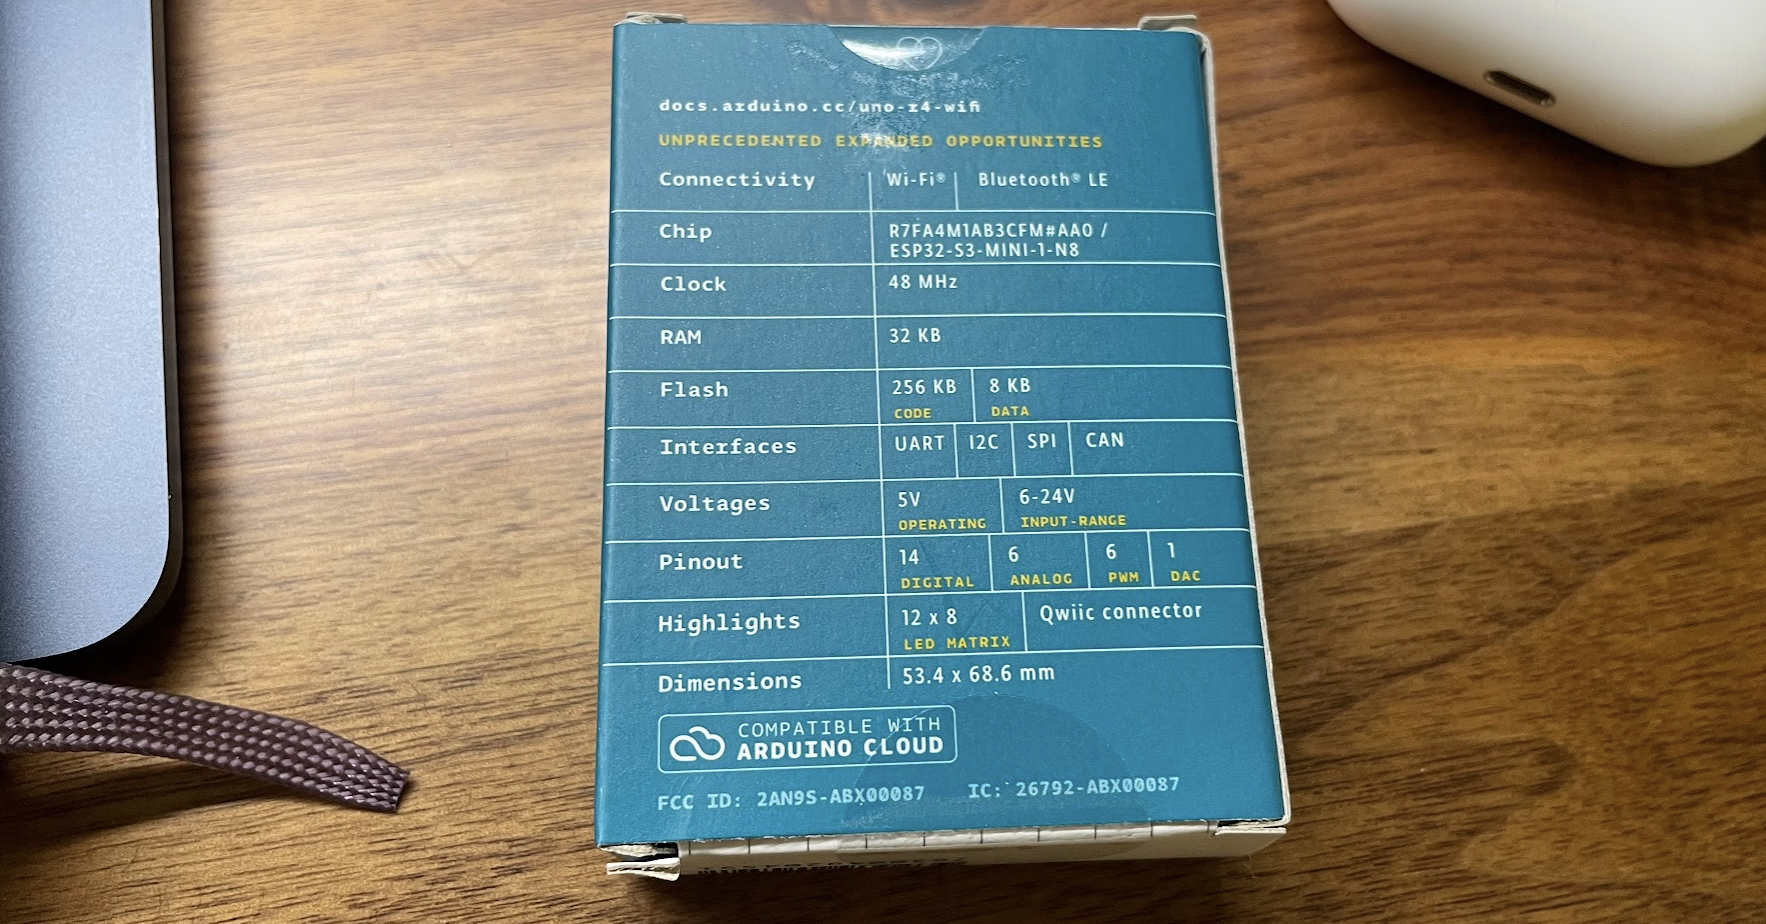 docs.arduino.cc/uno-r4-wifi
UNPRECEDENTED EXPANDED OPPORTUNITIES
Connectivity Wi-Fi® Bluetooth® LE
Chip R7FA4M1AB3CFM#AA0 /
ESP32-S3-MINI-1-N8
Clock 48 MHz
RAM 32 KB
Flash 256 KB 8 KB
CODE DATA
Interfaces UART I2C SPI CAN
Voltages 5V 6-24V
OPERATING INPUT-RANGE
Pinout 14 6 6 1
DIGITAL ANALOG PWM DAC
Highlights 12 x 8 Qwiic connector
LED MATRIX
Dimensions 53.4 x 68.6 mm
COMPATIBLE WITH
ARDUINO CLOUD
FCC ID: 2AN9S-ABX00087 IC: 26792-ABX00087